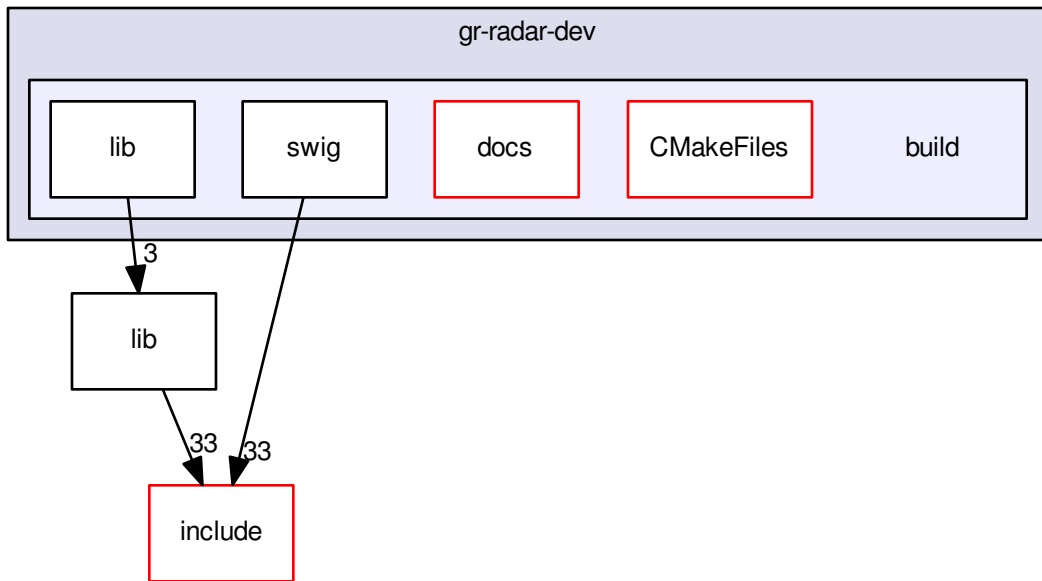 gr-radar-dev
lib
swig
docs
CMakeFiles
build
3
lib
33
33
include